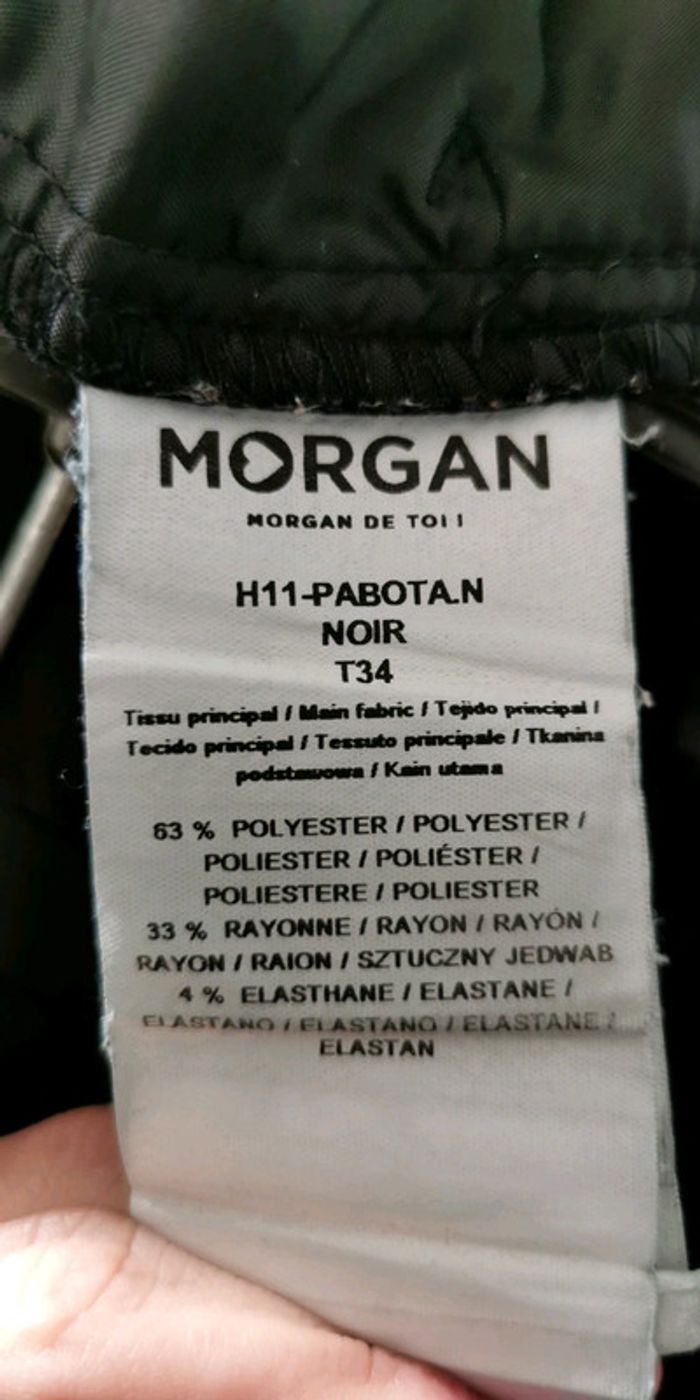 MORGAN
MORGAN DE TOI !
H11-PABOTA.N
NOIR
T34
Tissu principal / Main fabric / Tejido principal /
Tecido principal / Tessuto principale / Tkanina
podstawowa / Kain utama
63 % POLYESTER / POLYESTER /
POLIESTER / POLIÉSTER /
POLIESTERE / POLIESTER
33 % RAYONNE / RAYON / RAYÓN /
RAYON / RAION / SZTUCZNY JEDWAB
4 % ELASTHANE / ELASTANE /
ELASTANO / ELASTANO / ELASTANE /
ELASTAN